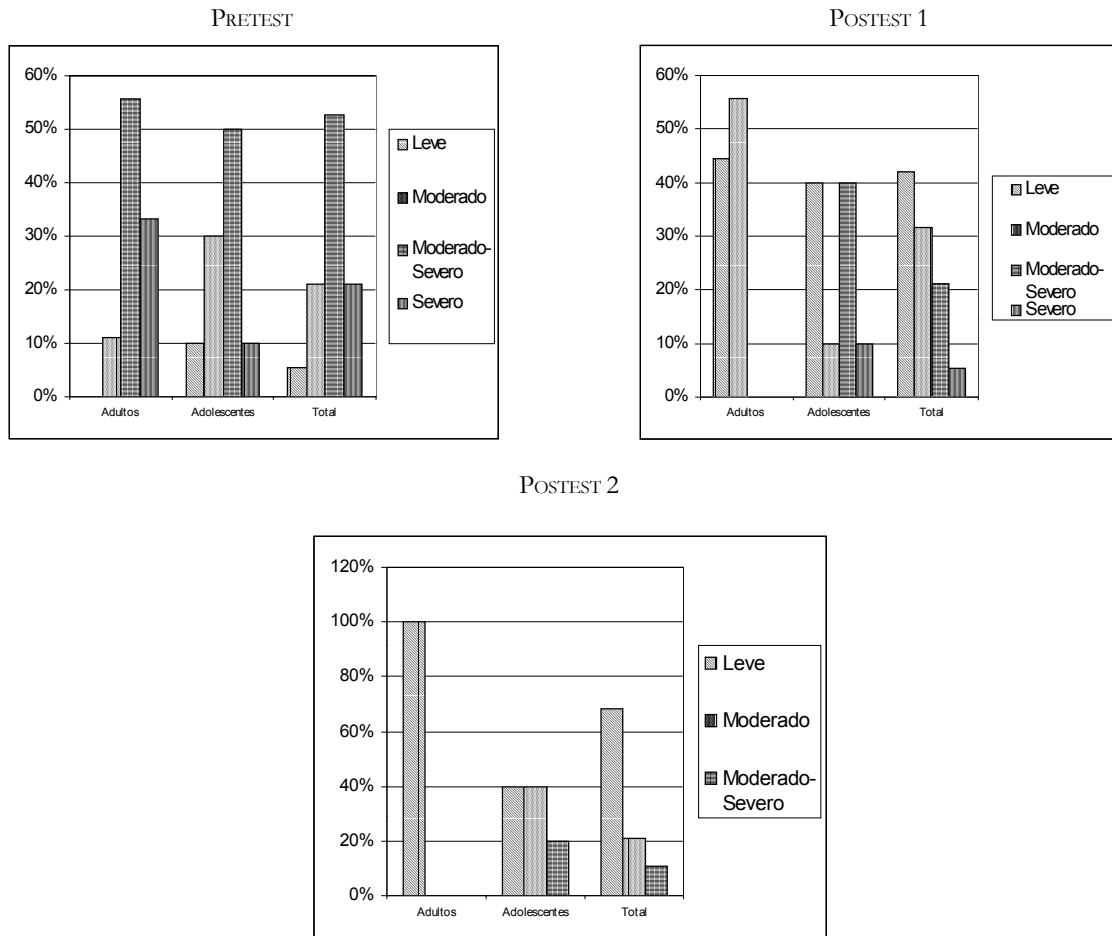 PRETEST
60%
50%
40%
30%
20%
10%
0%
Adultos
Adolescentes
Total
Leve
Moderado
Moderado-
Severo
Severo
POSTEST 1
60%
50%
40%
30%
20%
10%
0%
Adultos
Adolescentes
Total
Leve
Moderado
Moderado-
Severo
Severo
POSTEST 2
120%
100%
80%
60%
40%
20%
0%
Adultos
Adolescentes
Total
Leve
Moderado
Moderado-
Severo